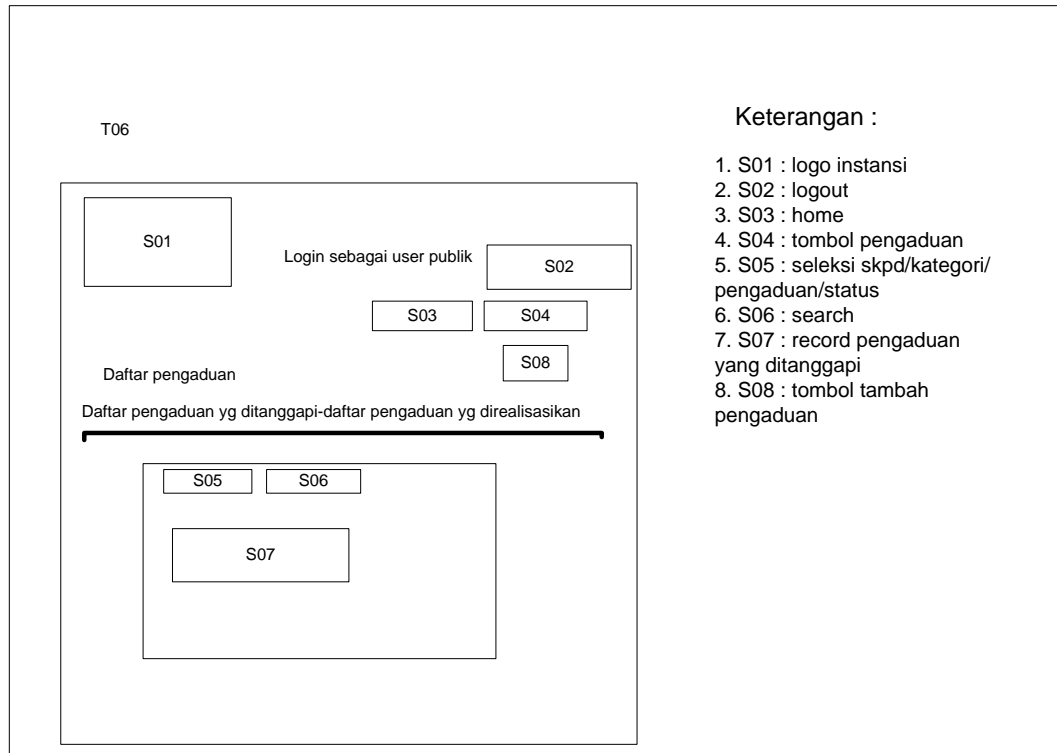 T06
S01
Login sebagai user publik
S02
S03
S04
S08
Daftar pengaduan
Daftar pengaduan yg ditanggapi-daftar pengaduan yg direalisasikan
S05
S06
S07
Keterangan :
1. S01 : logo instansi
2. S02 : logout
3. S03 : home
4. S04 : tombol pengaduan
5. S05 : seleksi skpd/kategori/
pengaduan/status
6. S06 : search
7. S07 : record pengaduan
yang ditanggapi
8. S08 : tombol tambah
pengaduan